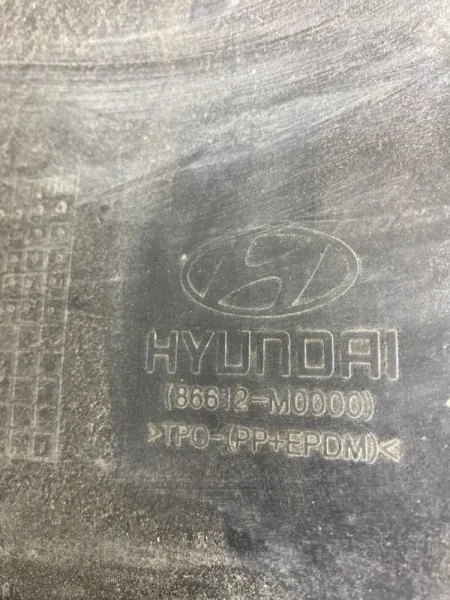 HYUNDAI
(86612-M0000)
>TPO-(PP+EPDM)<